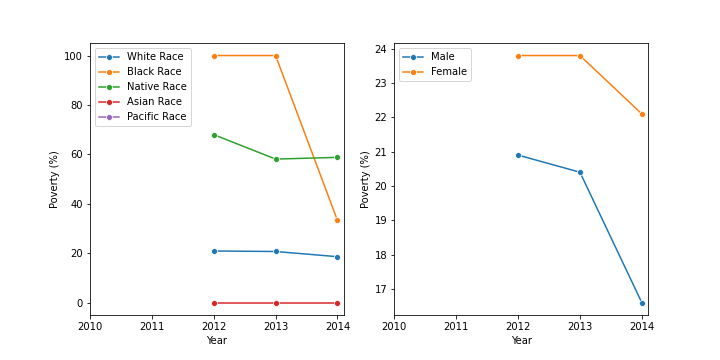 White Race
Black Race
Native Race
Asian Race
Pacific Race
100
80
60
40
20
0
Poverty (%)
2010 2011 2012 2013 2014
Year
Male
Female
24
23
22
21
20
19
18
17
Poverty (%)
2010 2011 2012 2013 2014
Year